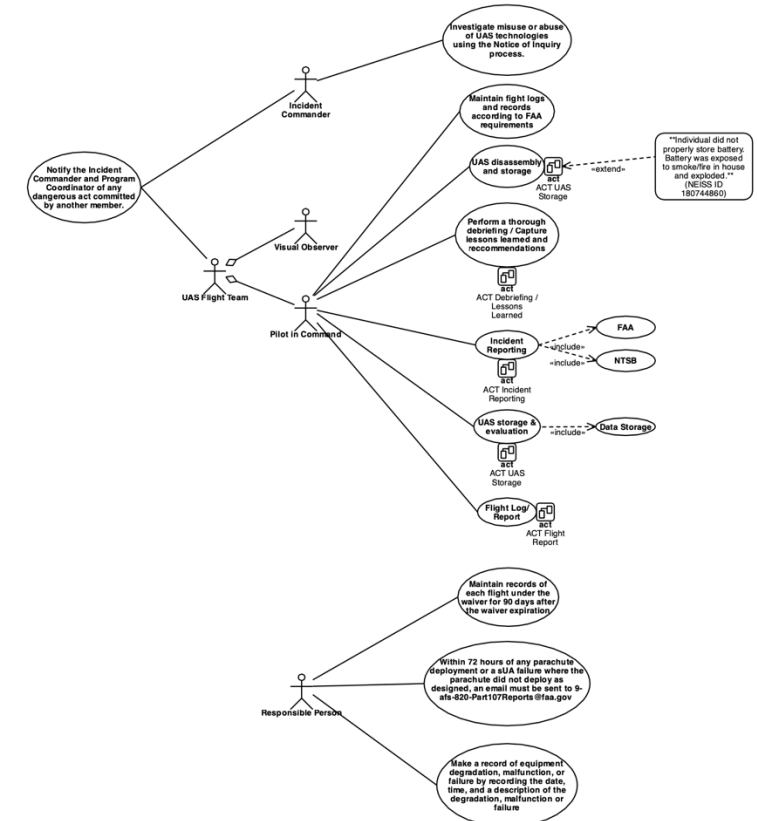 Investigate misuse or abuse
of UAS technologies
using the Notice of Inquiry
process.
Incident
Commander
Maintain fight logs
and records
according to FAA
requirements
Notify the Incident
Commander and Program
Coordinator of any
dangerous act committed
by another member.
UAS disassembly
and storage
act
ACT UAS
Storage
«extend»
**Individual did not
properly store battery.
Battery was exposed
to smoke/fire in house
and exploded.**
(NEISS ID
180744860)
Visual Observer
Perform a thorough
debriefing / Capture
lessons learned and
reccommendations
act
ACT Debriefing /
Lessons
Learned
UAS Flight Team
Pilot in Command
Incident
Reporting
act
ACT Incident
Reporting
«include»
FAA
«include»
NTSB
UAS storage &
evaluation
act
ACT UAS
Storage
«include»
Data Storage
Flight Log/
Report
act
ACT Flight
Report
Maintain records of
each flight under the
waiver for 90 days after
the waiver expiration
Within 72 hours of any parachute
deployment or a sUA failure where the
parachute did not deploy as
designed, an email must be sent to 9-
afs-820-Part107Reports@faa.gov
Responsible Person
Make a record of equipment
degradation, malfunction, or
failure by recording the date,
time, and a description of the
degradation, malfunction or
failure